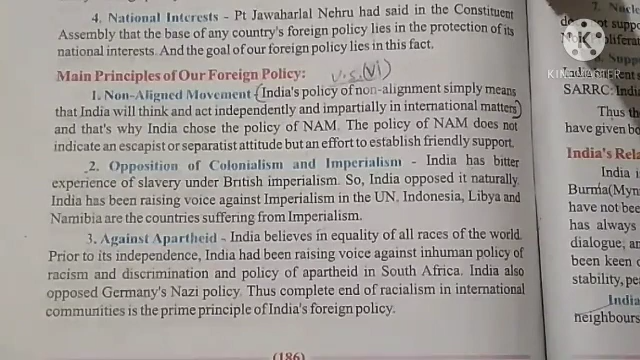 4. National Interests - Pt Jawaharlal Nehru had said in the Constituent
Assembly that the base of any country's foreign policy lies in the protection of its
national interests. And the goal of our foreign policy lies in this fact.
Main Principles of Our Foreign Policy:
1. Non-Aligned Movement - India's policy of non-alignment simply means
that India will think and act independently and impartially in international matters
and that's why India chose the policy of NAM. The policy of NAM does not
indicate an escapist or separatist attitude but an effort to establish friendly support.
2. Opposition of Colonialism and Imperialism - India has bitter
experience of slavery under British imperialism. So, India opposed it naturally.
India has been raising voice against Imperialism in the UN. Indonesia, Libya and
Namibia are the countries suffering from Imperialism.
3. Against Apartheid - India believes in equality of all races of the world.
Prior to its independence, India had been raising voice against inhuman policy of
racism and discrimination and policy of apartheid in South Africa. India also
opposed Germany's Nazi policy. Thus complete end of racialism in international
communities is the prime principle of India's foreign policy.
(186)
7.
KINEMASTER
SARRC: India
Thus the
have given bo
India's Rela
India i
Burma(Myn
have not bee
has always
dialogue, an
been keen o
stability, pe
India
neighbours